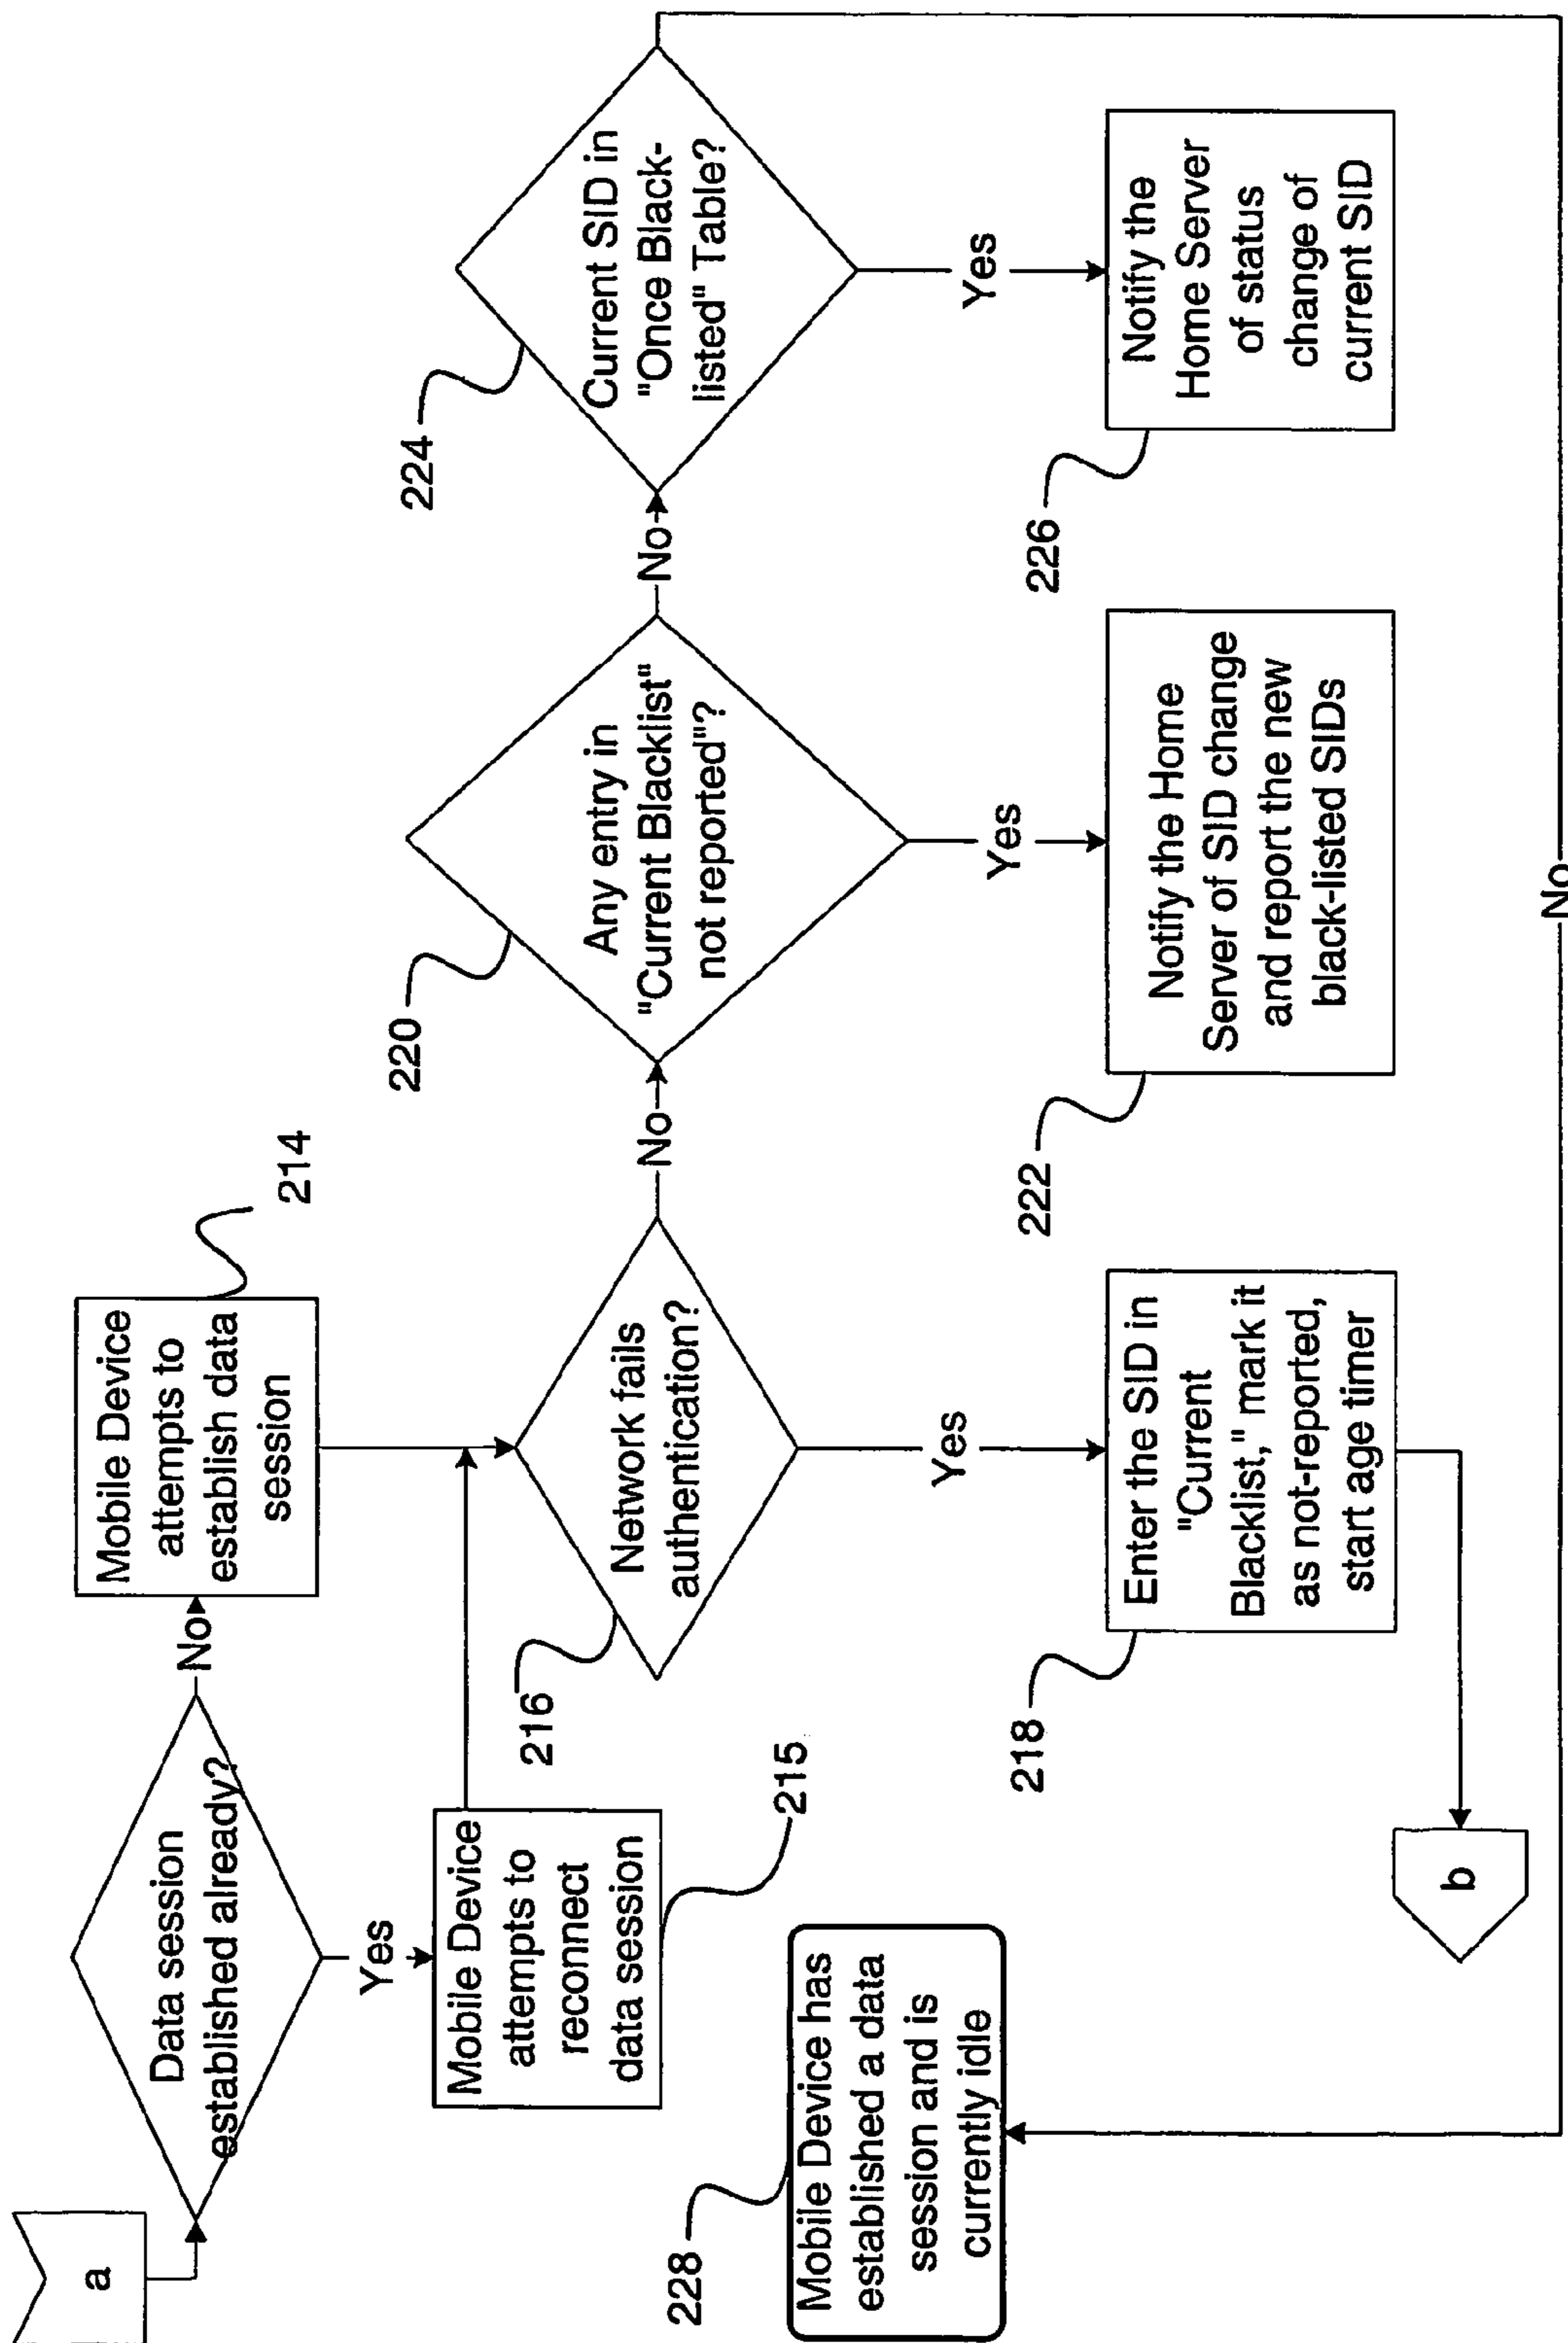 a
Data session
established already?
No
Mobile Device
attempts to
establish data
session
214
Yes
Mobile Device
attempts to
reconnect
data session
215
Network fails
authentication?
216
No
Any entry in
"Current Blacklist"
not reported"?
220
No
Current SID in
"Once Black-
listed" Table?
224
Yes
Enter the SID in
"Current
Blacklist," mark it
as not-reported,
start age timer
218
Yes
Notify the Home
Server of SID change
and report the new
black-listed SIDs
222
Yes
Notify the
Home Server
of status
change of
current SID
226
Mobile Device has
established a data
session and is
currently idle
228
b
No